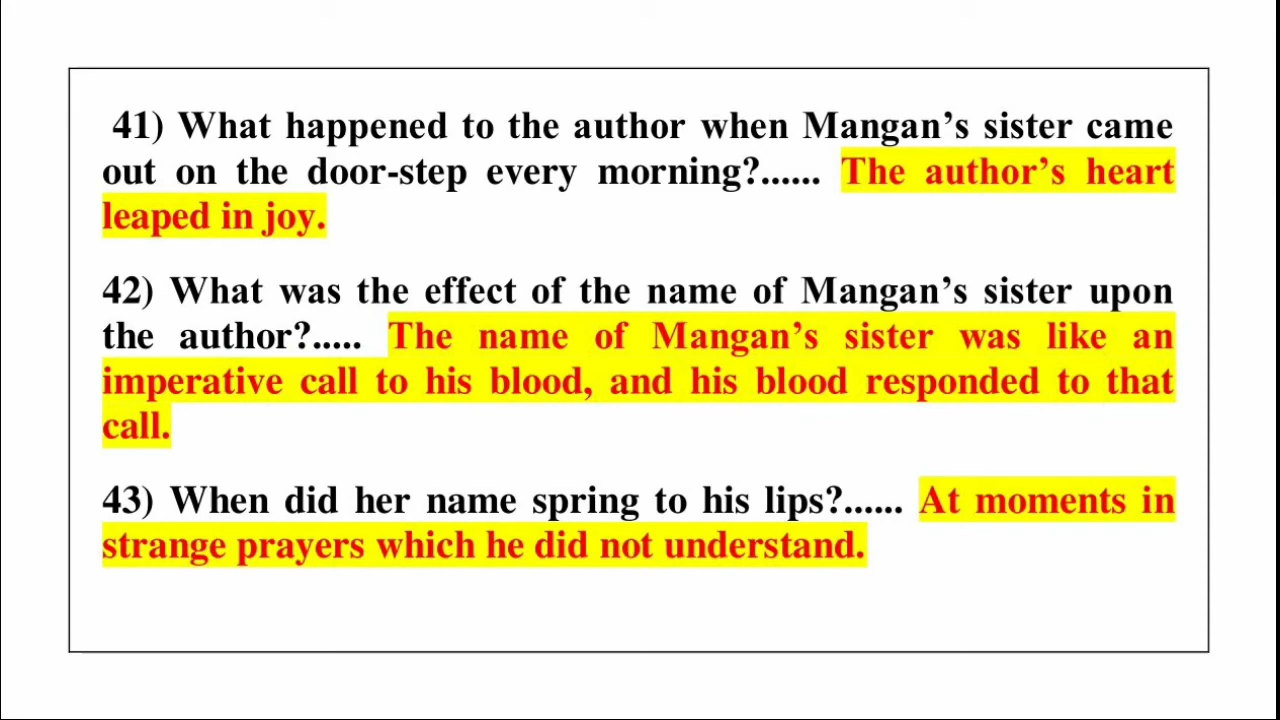 41) What happened to the author when Mangan’s sister came
out on the door-step every morning?...... The author’s heart
leaped in joy.
42) What was the effect of the name of Mangan’s sister upon
the author?..... The name of Mangan’s sister was like an
imperative call to his blood, and his blood responded to that
call.
43) When did her name spring to his lips?...... At moments in
strange prayers which he did not understand.